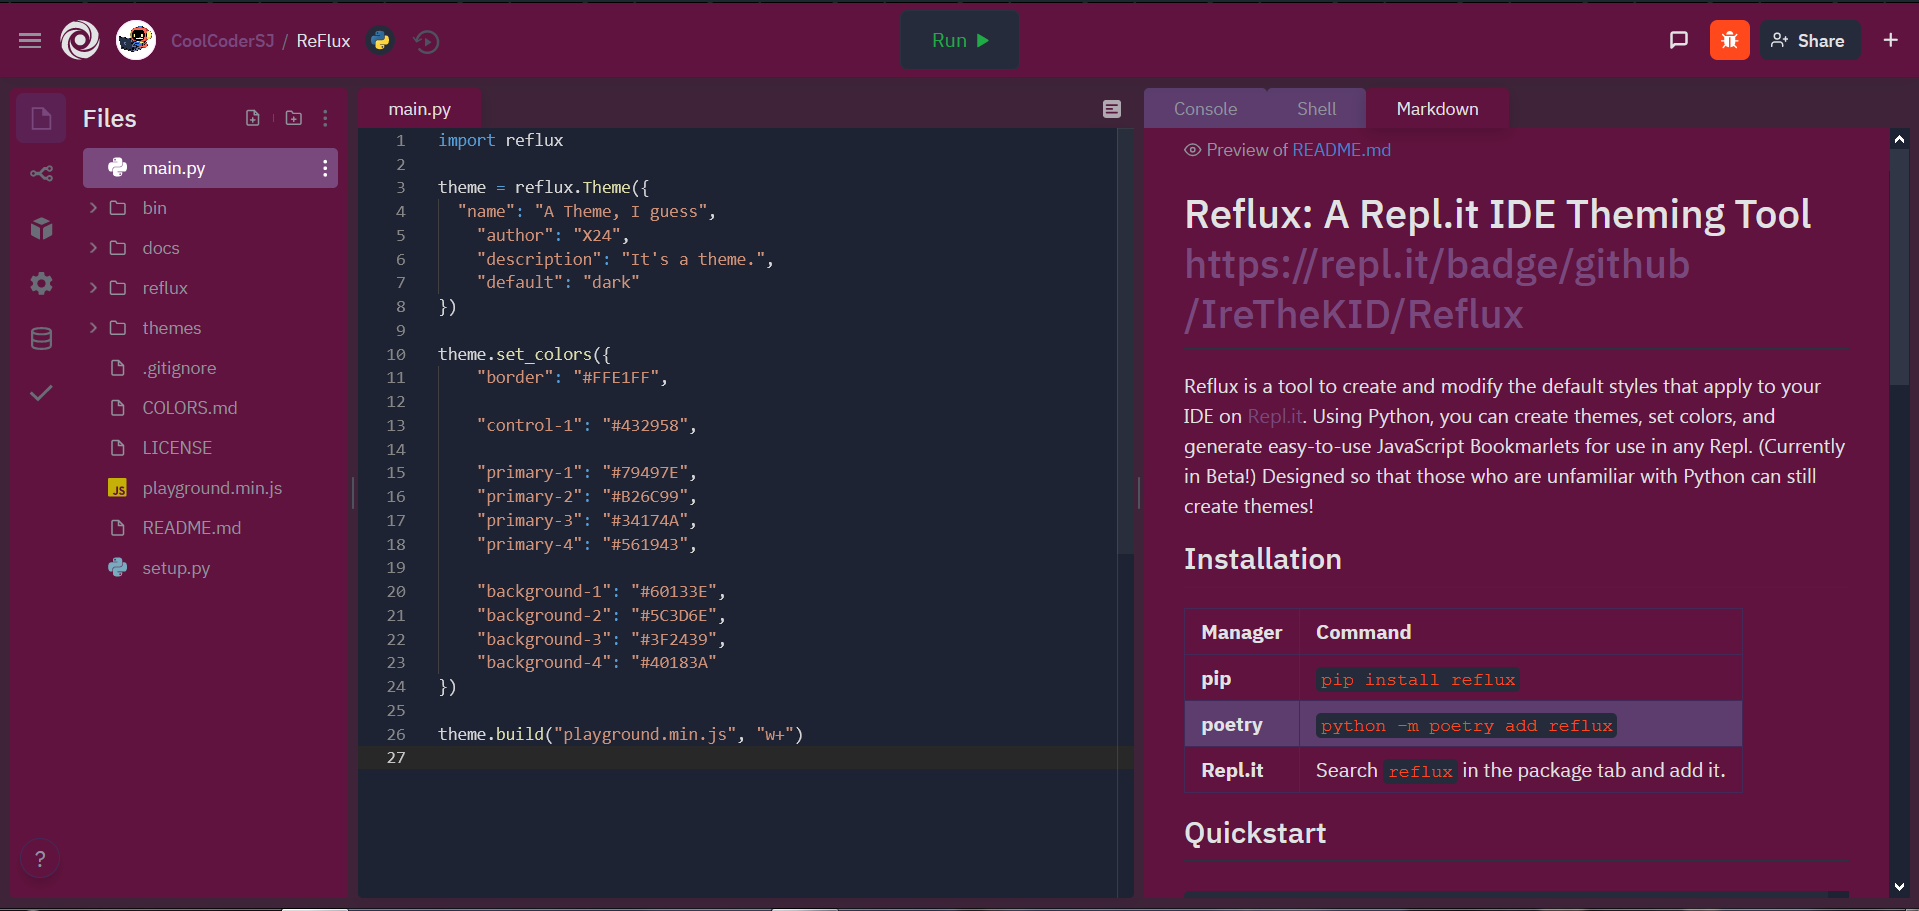 CoolCoderSJ / ReFlux
Run
Share
Files
main.py
bin
docs
reflux
themes
.gitignore
COLORS.md
LICENSE
JS playground.min.js
README.md
setup.py
?
main.py
1 import reflux
2
3 theme = reflux.Theme({
4 "name": "A Theme, I guess",
5 "author": "X24",
6 "description": "It's a theme.",
7 "default": "dark"
8 })
9
10 theme.set_colors({
11 "border": "#FFE1FF",
12
13 "control-1": "#432958",
14
15 "primary-1": "#79497E",
16 "primary-2": "#B26C99",
17 "primary-3": "#34174A",
18 "primary-4": "#561943",
19
20 "background-1": "#60133E",
21 "background-2": "#5C3D6E",
22 "background-3": "#3F2439",
23 "background-4": "#40183A"
24 })
25
26 theme.build("playground.min.js", "w+")
27
Console Shell Markdown
Preview of README.md
Reflux: A Repl.it IDE Theming Tool
https://repl.it/badge/github
/IreTheKID/Reflux
Reflux is a tool to create and modify the default styles that apply to your
IDE on Repl.it. Using Python, you can create themes, set colors, and
generate easy-to-use JavaScript Bookmarlets for use in any Repl. (Currently
in Beta!) Designed so that those who are unfamiliar with Python can still
create themes!
Installation
Manager Command
pip pip install reflux
poetry python -m poetry add reflux
Repl.it Search reflux in the package tab and add it.
Quickstart